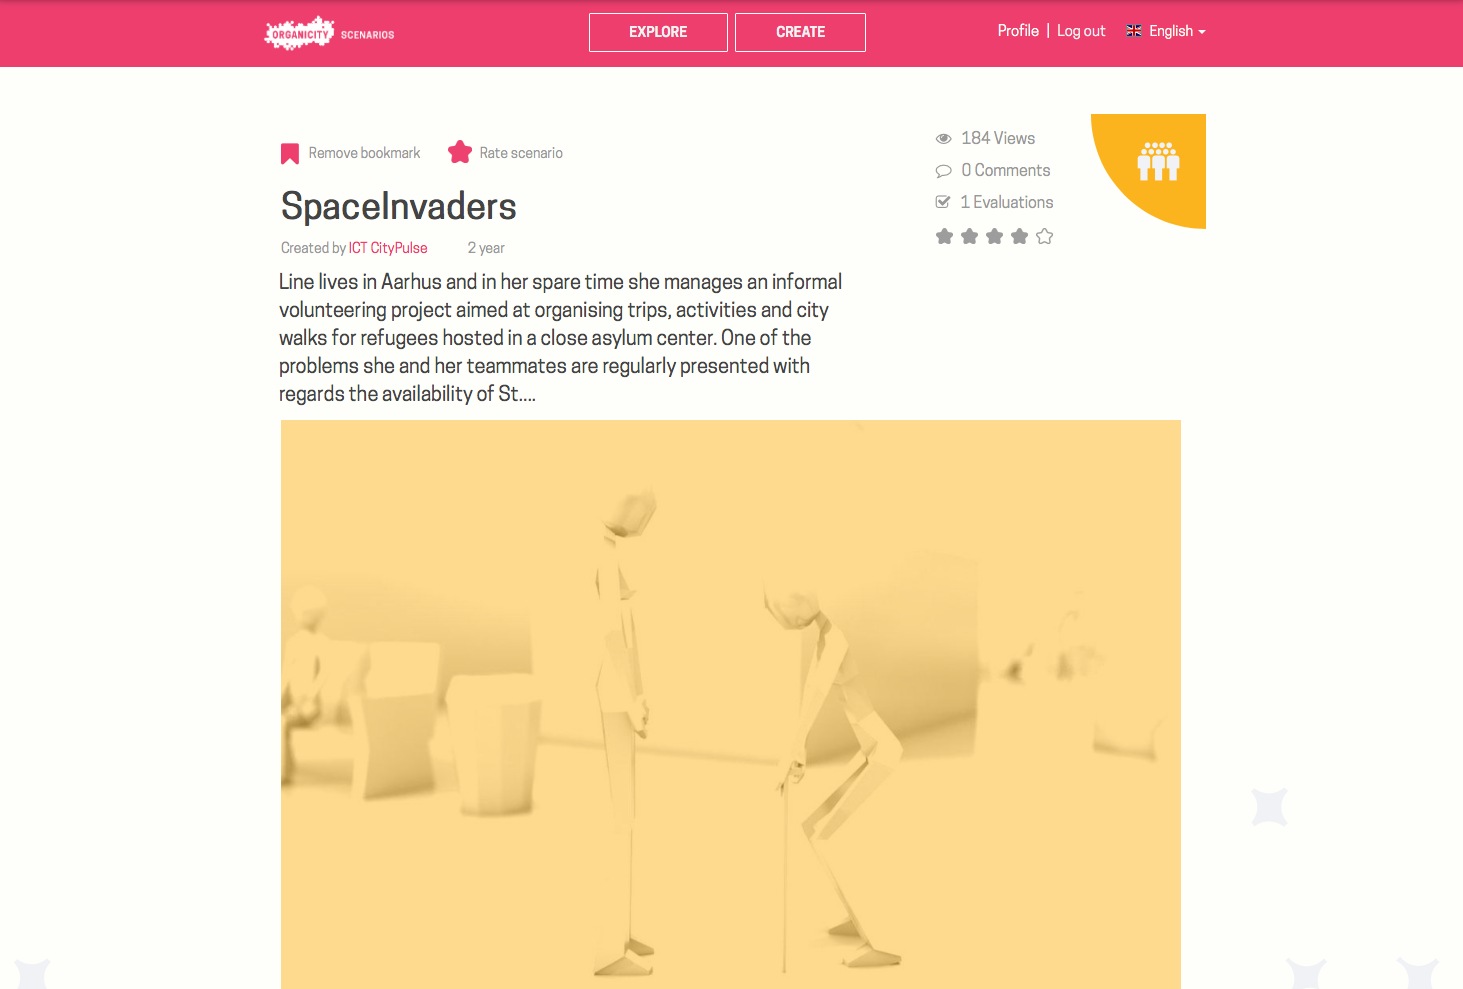 ORGANICITY SCENARIOS
EXPLORE
CREATE
Profile | Log out
English
Remove bookmark
Rate scenario
184 Views
0 Comments
1 Evaluations
SpaceInvaders
Created by ICT CityPulse
2 year
Line lives in Aarhus and in her spare time she manages an informal
volunteering project aimed at organising trips, activities and city
walks for refugees hosted in a close asylum center. One of the
problems she and her teammates are regularly presented with
regards the availability of St....